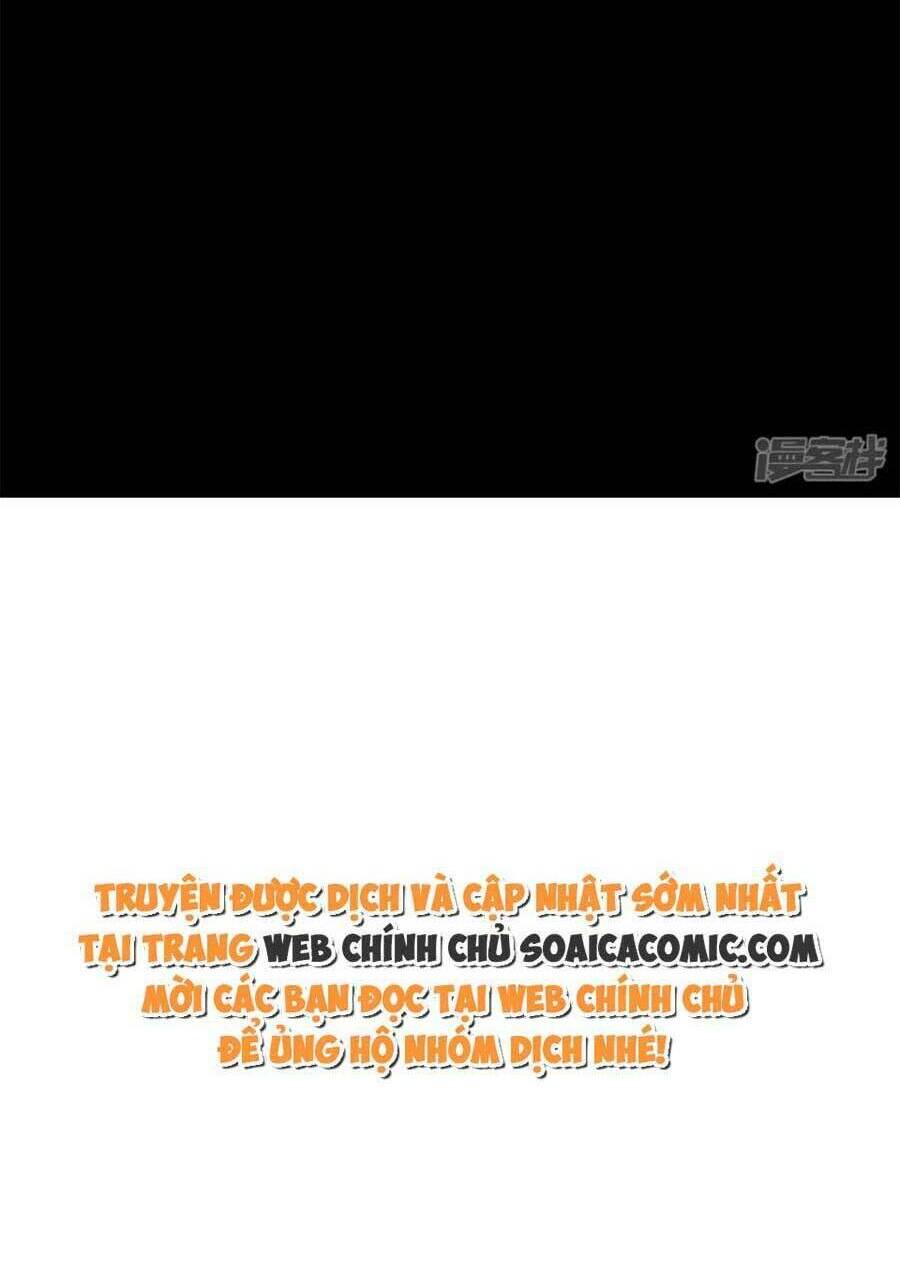 漫客栈
TRUYỆN ĐƯỢC DỊCH VÀ CẬP NHẬT SỚM NHẤT
TẠI TRANG WEB CHÍNH CHỦ SOAICACOMIC.COM
MỜI CÁC BẠN ĐỌC TẠI WEB CHÍNH CHỦ
ĐỂ ỦNG HỘ NHÓM DỊCH NHÉ!